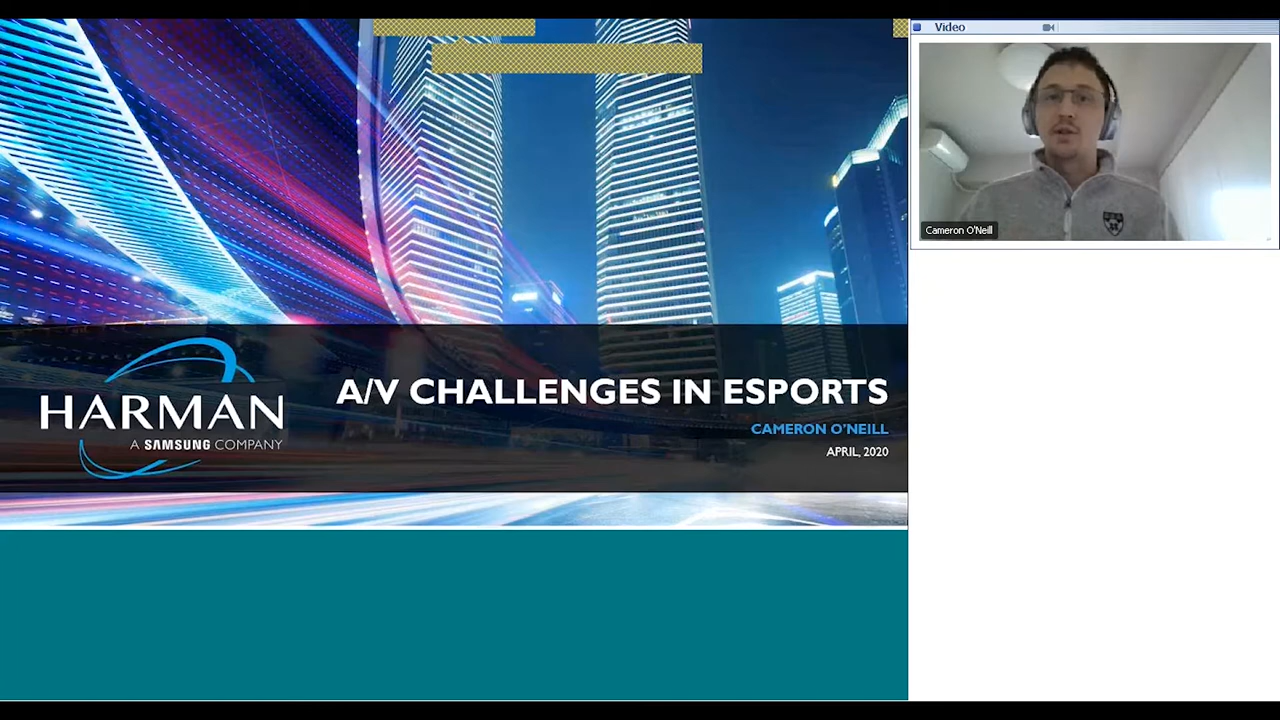 Video
Cameron O'Neill
HARMAN
A SAMSUNG COMPANY
A/V CHALLENGES IN ESPORTS
CAMERON O'NEILL
APRIL, 2020